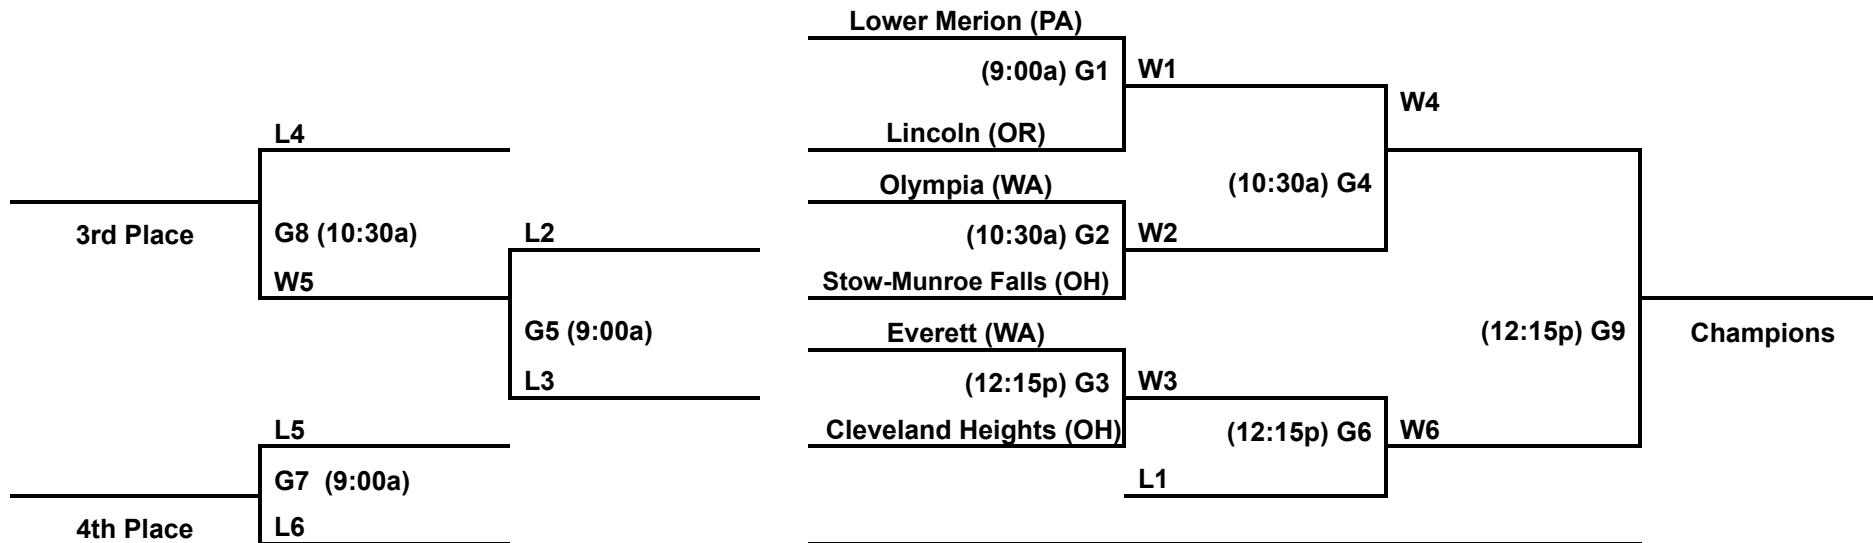 Lower Merion (PA)
(9:00a) G1
W1
W4
L4
Lincoln (OR)
Olympia (WA)
(10:30a) G4
3rd Place
G8 (10:30a)
L2
(10:30a) G2
W2
W5
Stow-Munroe Falls (OH)
G5 (9:00a)
Everett (WA)
(12:15p) G9
Champions
L3
(12:15p) G3
W3
L5
Cleveland Heights (OH)
(12:15p) G6
W6
G7 (9:00a)
L1
4th Place
L6